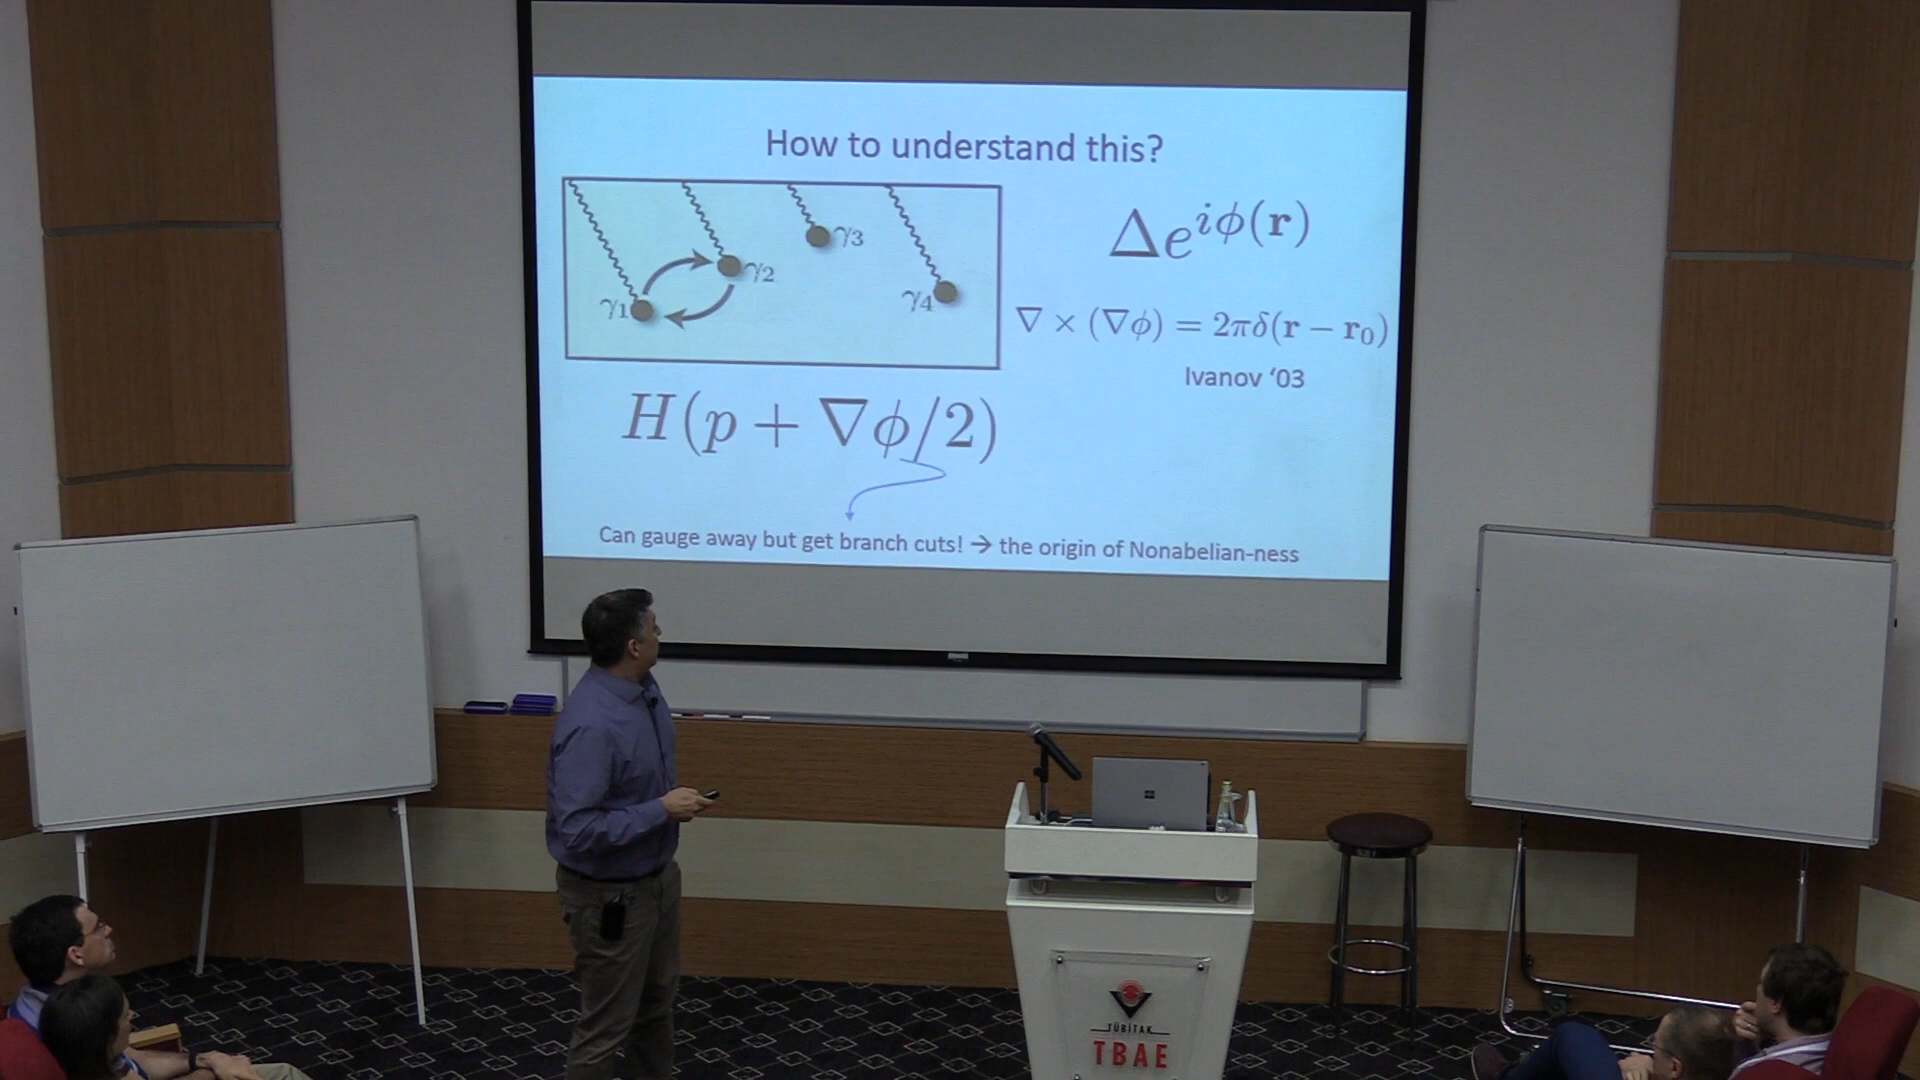 How to understand this?
γ1
γ2
γ3
γ4
Δe^{iϕ(r)}
∇ × (∇ϕ) = 2πδ(r − r₀)
Ivanov ‘03
H(p + ∇ϕ/2)
Can gauge away but get branch cuts! → the origin of Nonabelian-ness
TÜBİTAK
TBAE